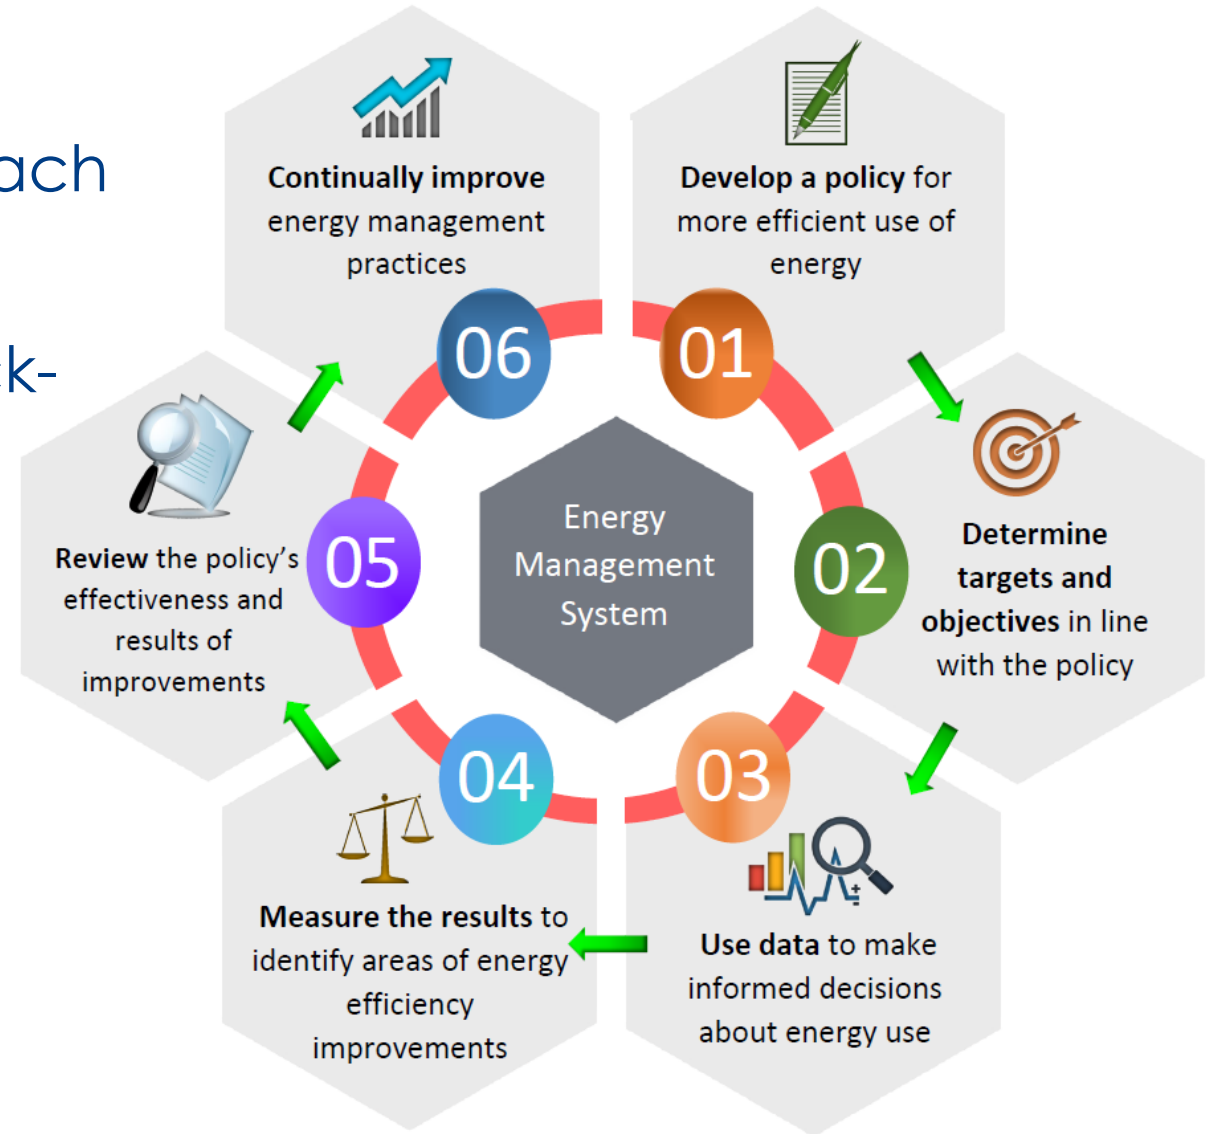 ach
ck-
Continually improve
energy management
practices
06
Develop a policy for
more efficient use of
energy
01
Determine
targets and
objectives in line
with the policy
02
Use data to make
informed decisions
about energy use
03
Measure the results to
identify areas of energy
efficiency
improvements
04
Review the policy's
effectiveness and
results of
improvements
05
Energy
Management
System